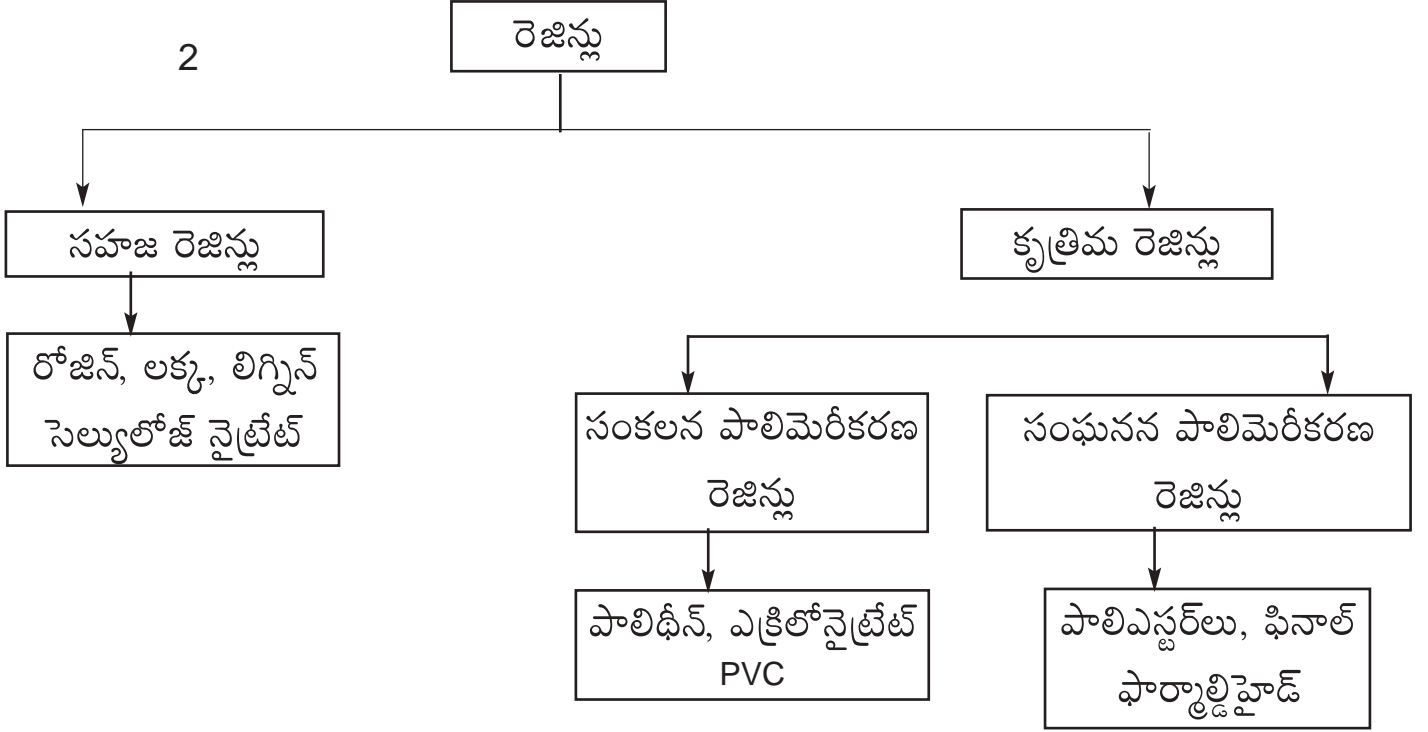 రెజిన్లు
2
సహజ రెజిన్లు
కృత్రిమ రెజిన్లు
రోజిన్, లక్క, లిగ్నిన్
సెల్యులోజ్ నైట్రేట్
సంకలన పాలిమెరీకరణ
రెజిన్లు
సంఘనన పాలిమెరీకరణ
రెజిన్లు
పాలిథీన్, ఎక్రిలోనైట్రేట్
PVC
పాలిఎస్టర్‌లు, ఫినాల్
ఫార్మాల్డిహైడ్